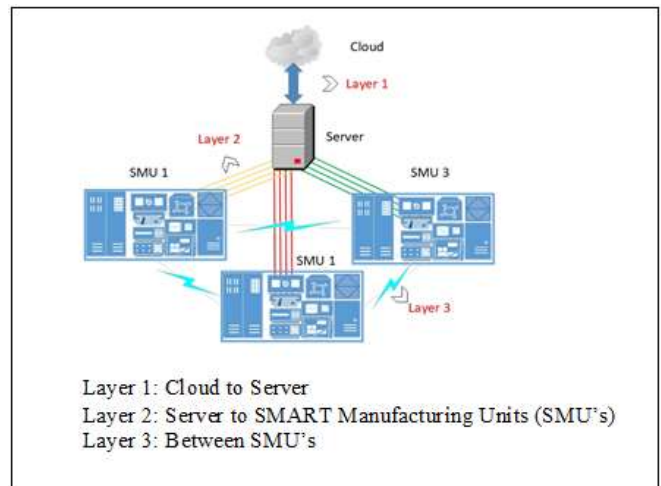 Cloud
Layer 1
Layer 2
Server
SMU 1
SMU 3
SMU 1
Layer 3
Layer 1: Cloud to Server
Layer 2: Server to SMART Manufacturing Units (SMU's)
Layer 3: Between SMU's